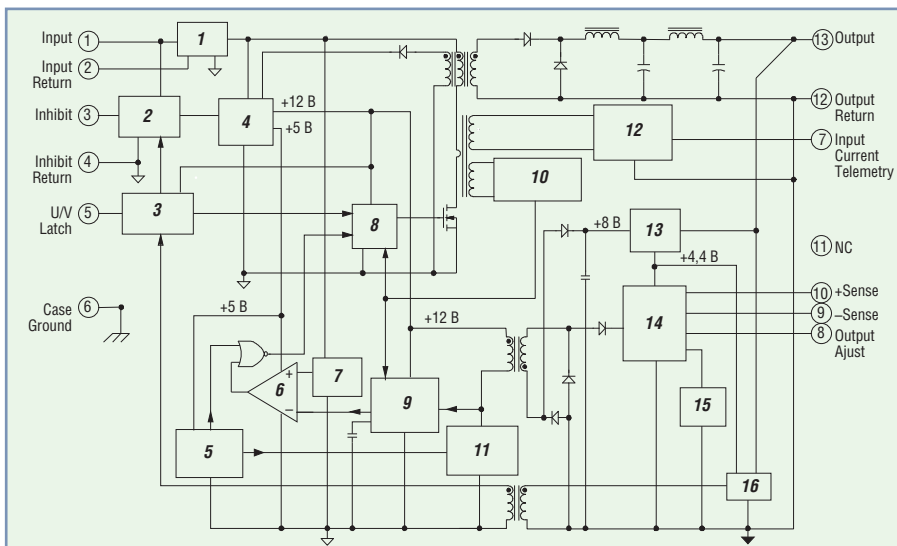 Input 1
Input
Return 2
Inhibit 3
Inhibit
Return 4
U/V
Latch 5
Case
Ground 6
1
2
3
4
+12 В
+5 В
5
+5 В
6
+
−
7
8
9
+12 В
10
11
12
13
+8 В
+4,4 В
14
15
16
13 Output
12 Output
Return
7 Input
Current
Telemetry
11 NC
10 +Sense
9 −Sense
8 Output
Ajust